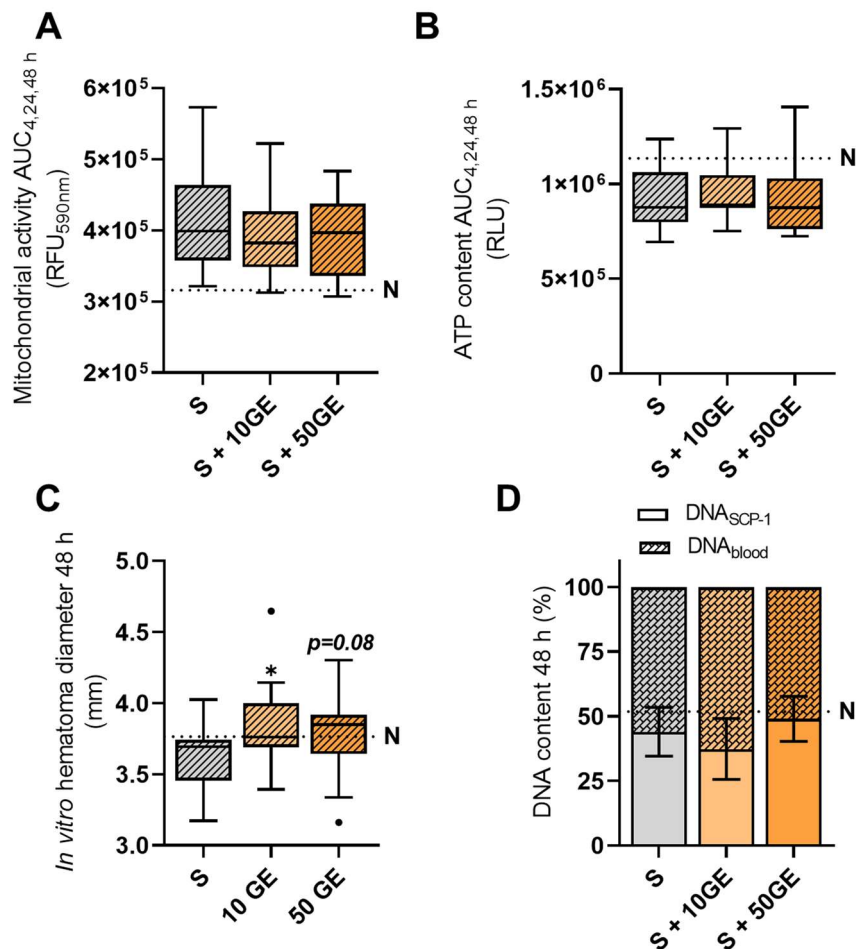 A
Mitochondrial activity AUC4,24,48 h
(RFU590nm)
6×10⁵
5×10⁵
4×10⁵
3×10⁵
2×10⁵
N
S
S + 10GE
S + 50GE
B
ATP content AUC4,24,48 h
(RLU)
1.5×10⁶
1×10⁶
5×10⁵
0
N
S
S + 10GE
S + 50GE
C
In vitro hematoma diameter 48 h
(mm)
5.0
4.5
4.0
3.5
3.0
*
p=0.08
N
S
10 GE
50 GE
D
DNASCP-1
DNAblood
DNA content 48 h (%)
100
75
50
25
0
N
S
S + 10GE
S + 50GE